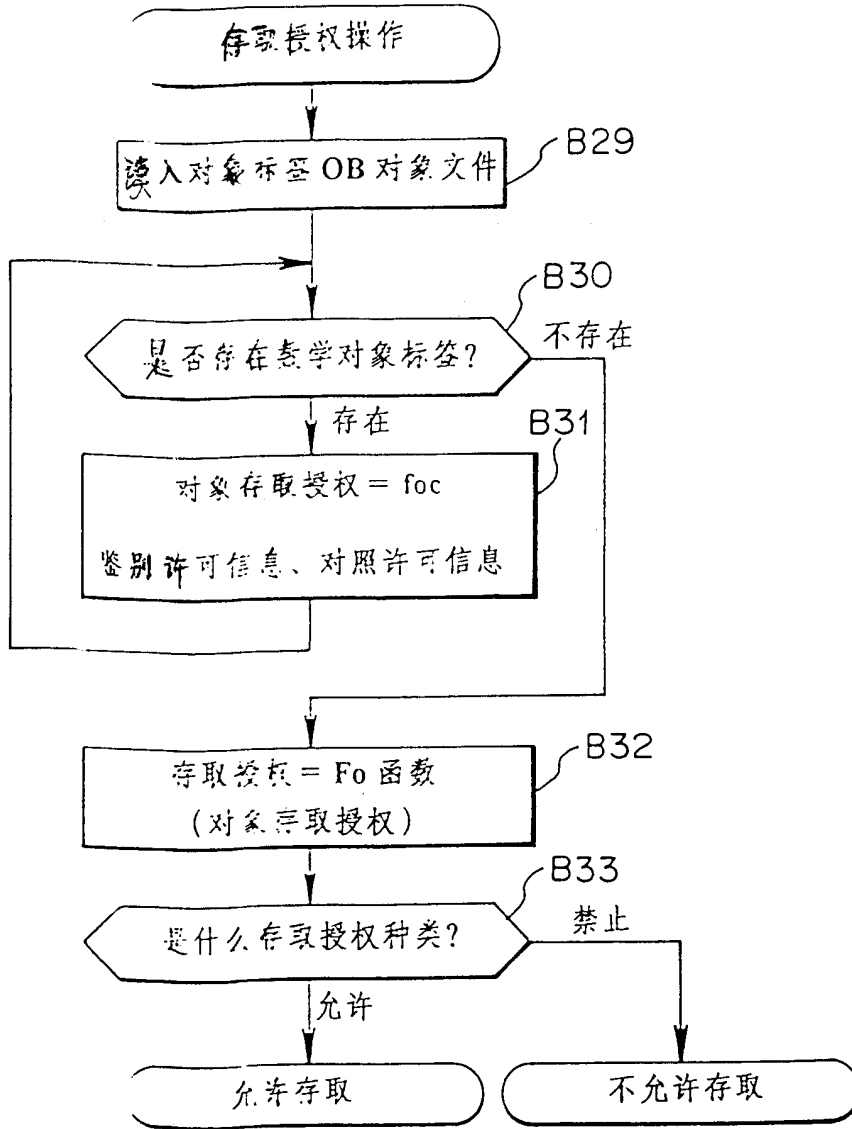 存取授权操作
读入对象标签 OB 对象文件
B29
B30
是否存在教学对象标签?
不存在
存在
B31
对象存取授权 = foc
鉴别许可信息、对照许可信息
存取授权 = Fo 函数
(对象存取授权)
B32
B33
是什么存取授权种类?
禁止
允许
允许存取
不允许存取